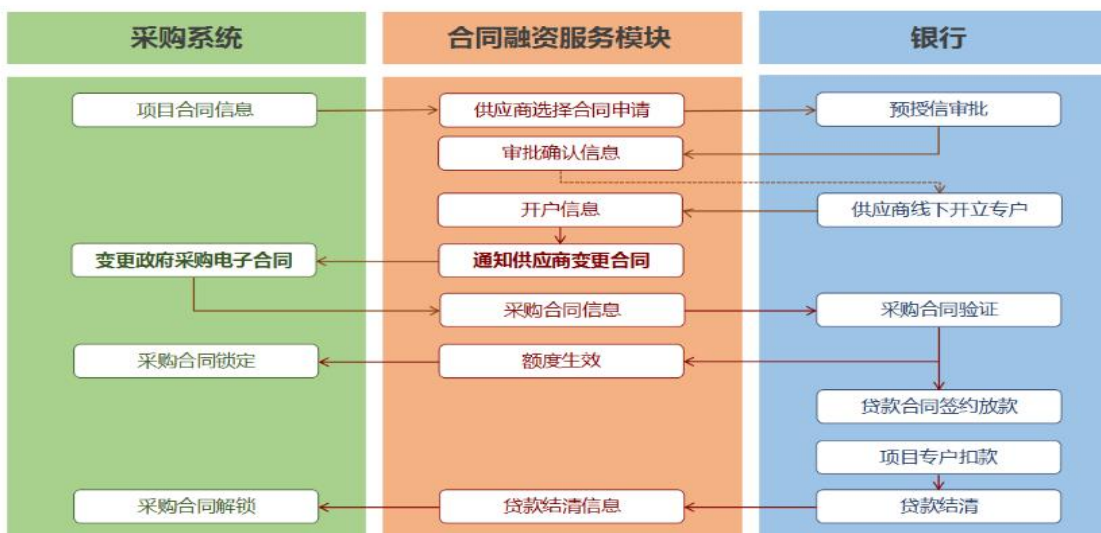 采购系统
合同融资服务模块
银行
项目合同信息
供应商选择合同申请
预授信审批
审批确认信息
开户信息
供应商线下开立专户
变更政府采购电子合同
通知供应商变更合同
采购合同信息
采购合同验证
采购合同锁定
额度生效
贷款合同签约放款
项目专户扣款
采购合同解锁
贷款结清信息
贷款结清